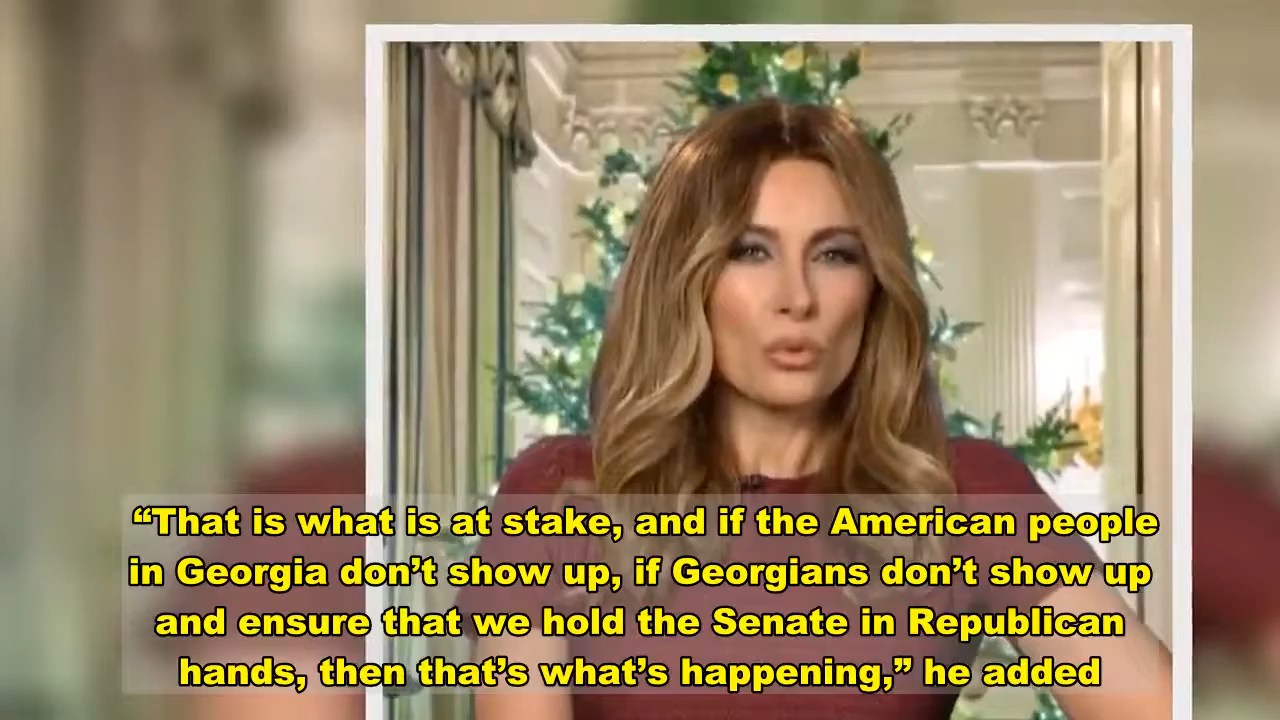 “That is what is at stake, and if the American people
in Georgia don’t show up, if Georgians don’t show up
and ensure that we hold the Senate in Republican
hands, then that’s what’s happening,” he added